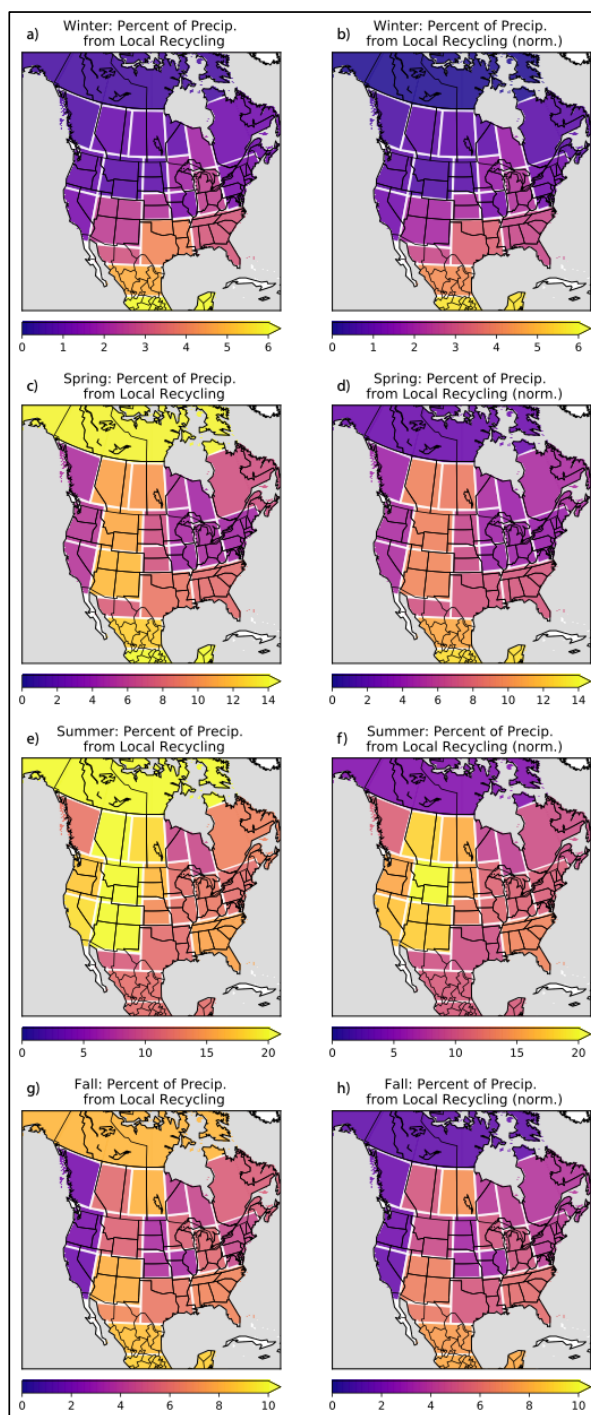 a) Winter: Percent of Precip.
from Local Recycling
b) Winter: Percent of Precip.
from Local Recycling (norm.)
0 1 2 3 4 5 6
0 1 2 3 4 5 6
c) Spring: Percent of Precip.
from Local Recycling
d) Spring: Percent of Precip.
from Local Recycling (norm.)
0 2 4 6 8 10 12 14
0 2 4 6 8 10 12 14
e) Summer: Percent of Precip.
from Local Recycling
f) Summer: Percent of Precip.
from Local Recycling (norm.)
0 5 10 15 20
0 5 10 15 20
g) Fall: Percent of Precip.
from Local Recycling
h) Fall: Percent of Precip.
from Local Recycling (norm.)
0 2 4 6 8 10
0 2 4 6 8 10